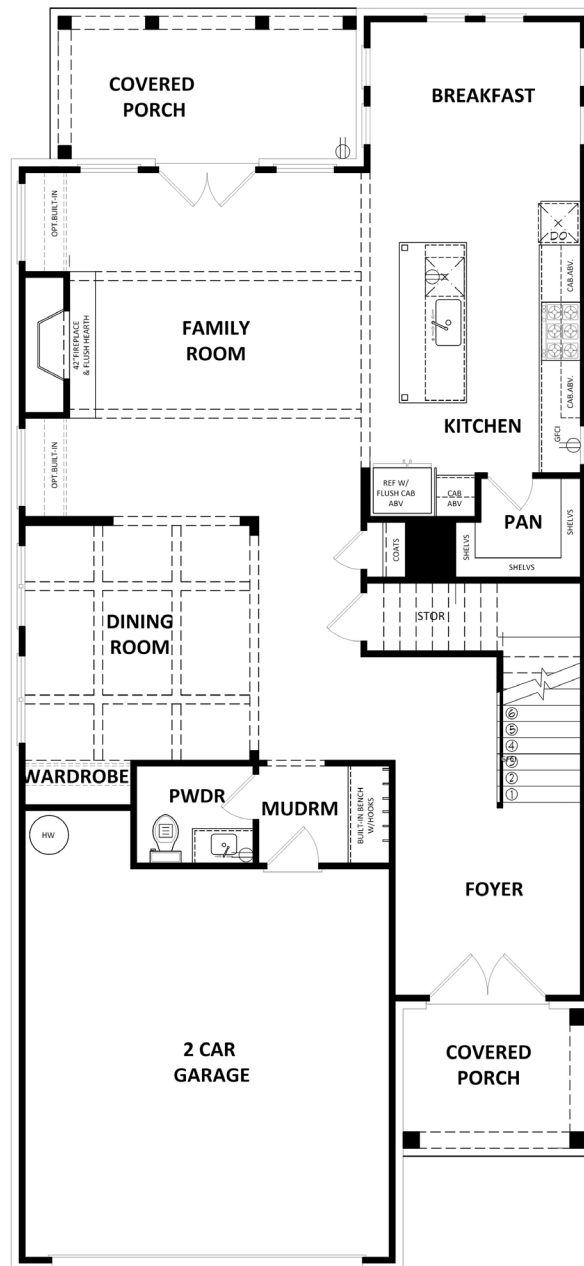 COVERED
PORCH
BREAKFAST
OPT.BUILT-IN
DO
CAB.ABV.
42"FIREPLACE
& FLUSH HEARTH
FAMILY
ROOM
CAB.ABV.
KITCHEN
GFCI
OPT.BUILT-IN
REF W/
FLUSH CAB
ABV
CAB
ABV
PAN
SHELVS
SHELVS
SHELVS
COATS
STOR
DINING
ROOM
6
5
4
3
2
1
GFCI
WARDROBE
PWDR
MUDRM
BUILT-IN BENCH
W/HOOKS
HW
FOYER
2 CAR
GARAGE
COVERED
PORCH